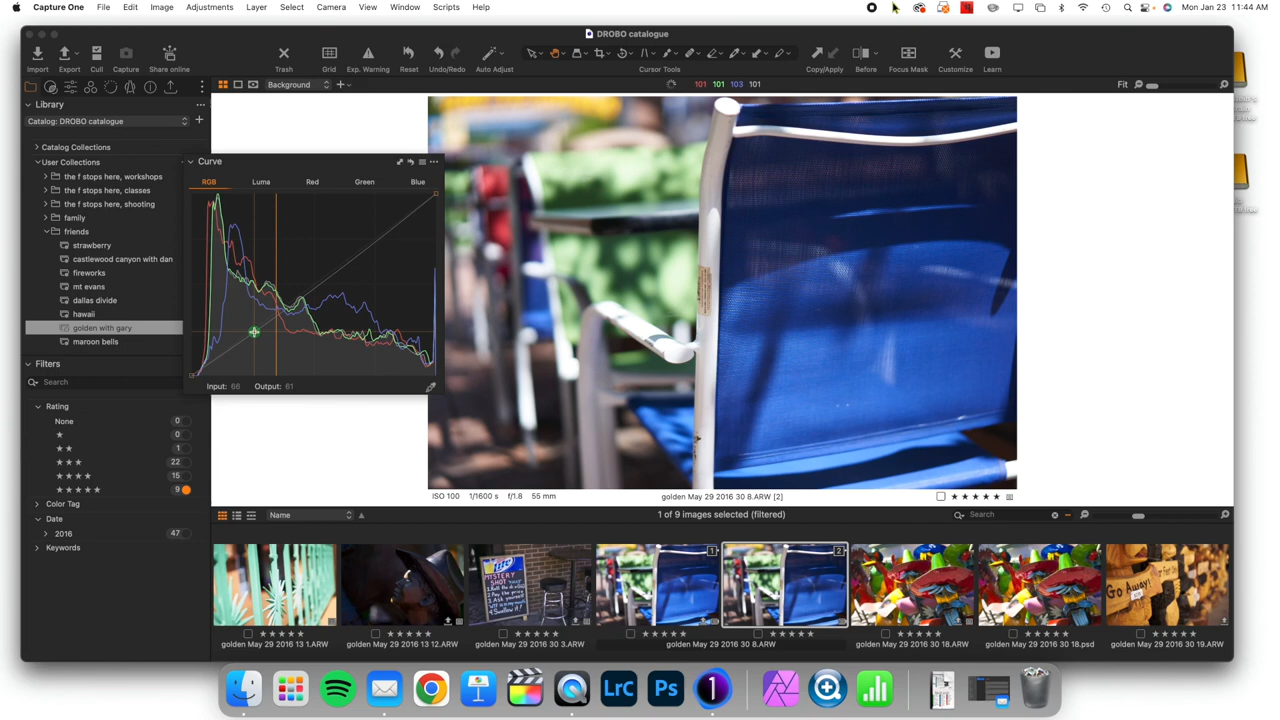 Capture One File Edit Image Adjustments Layer Select Camera View Window Scripts Help Mon Jan 23 11:44 AM
DROBO catalogue
Import Export Cull Capture Share online Trash Grid Exp. Warning Reset Undo/Redo Auto Adjust Cursor Tools Copy/Apply Before Focus Mask Customize Learn
Background 101 101 103 101 Fit
Library
Catalog: DROBO catalogue
Catalog Collections
User Collections
the f stops here, workshops
the f stops here, classes
the f stops here, shooting
family
friends
strawberry
castlewood canyon with dan
fireworks
mt evans
dallas divide
hawaii
golden with gary
maroon bells
Curve
RGB Luma Red Green Blue
Input: 66 Output: 61
Filters
Search
Rating
None 0
0
1
22
15
9
Color Tag
Date
2016 47
Keywords
ISO 100 1/1600 s f/1.8 55 mm golden May 29 2016 30 8.ARW [2]
Name 1 of 9 images selected (filtered) Search
MYSTERY
SHOT
1 2
Go Away!
golden May 29 2016 13 1.ARW golden May 29 2016 13 12.ARW golden May 29 2016 30 3.ARW golden May 29 2016 30 8.ARW golden May 29 2016 30 18.ARW golden May 29 2016 30 18.psd golden May 29 2016 30 19.ARW
LrC Ps 1